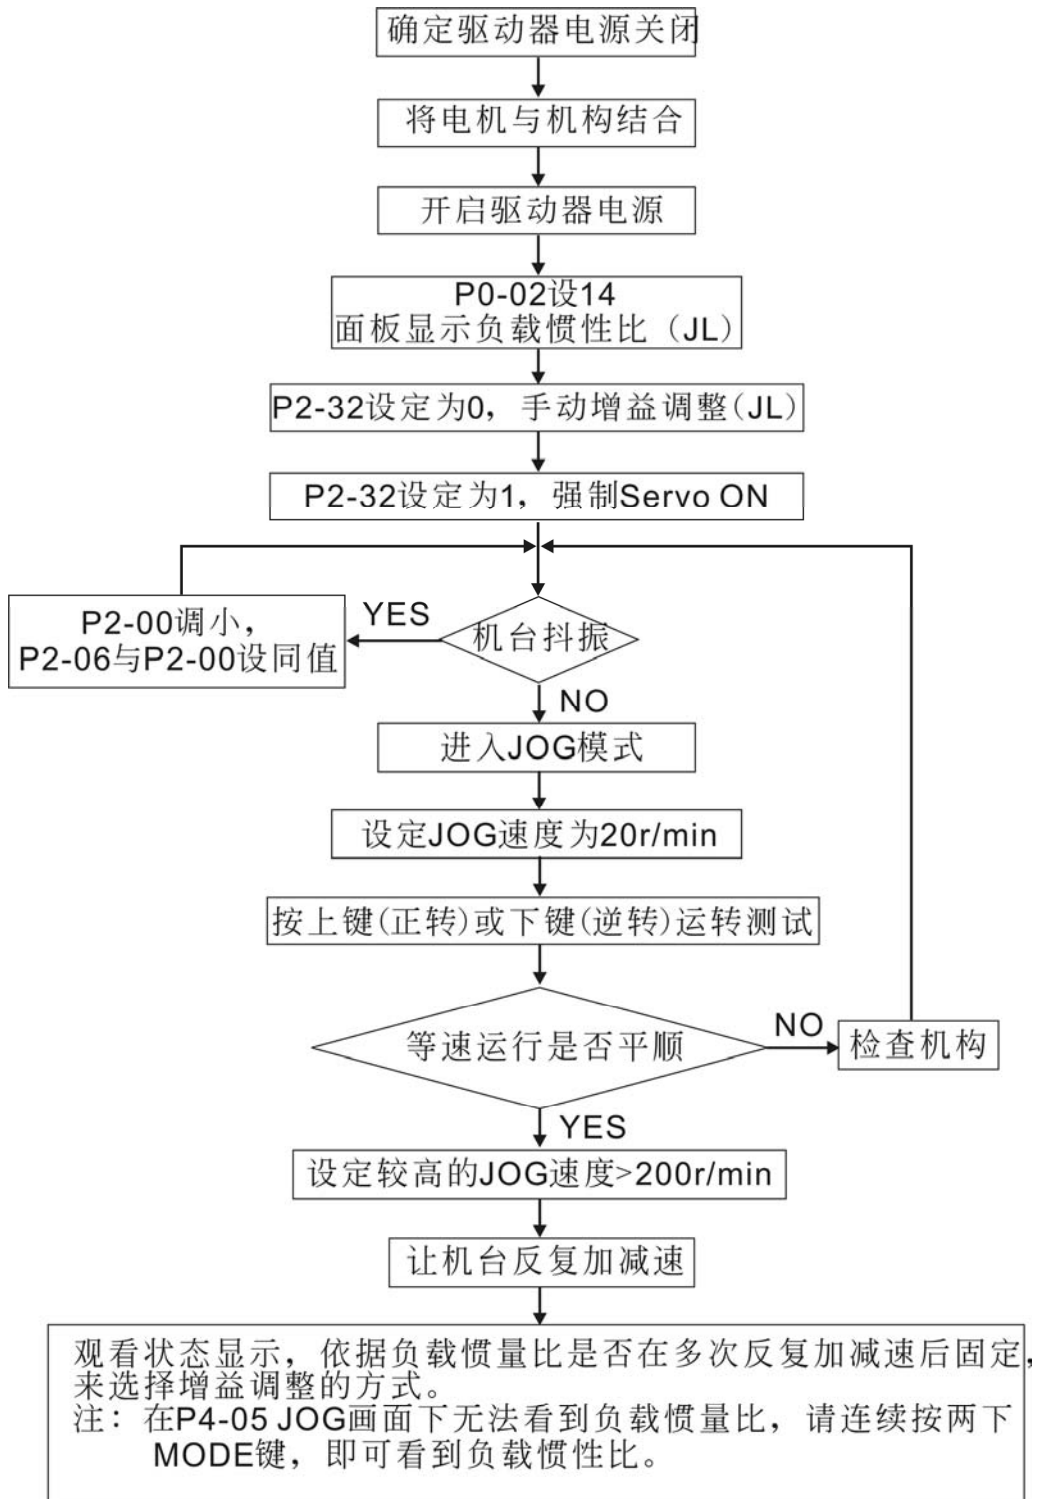 确定驱动器电源关闭
将电机与机构结合
开启驱动器电源
P0-02设14
面板显示负载惯性比（JL）
P2-32设定为0，手动增益调整(JL)
P2-32设定为1，强制Servo ON
P2-00调小，
P2-06与P2-00设同值
YES
机台抖振
NO
进入JOG模式
设定JOG速度为20r/min
按上键(正转)或下键(逆转)运转测试
等速运行是否平顺
NO
检查机构
YES
设定较高的JOG速度>200r/min
让机台反复加减速
观看状态显示，依据负载惯量比是否在多次反复加减速后固定，
来选择增益调整的方式。
注：在P4-05 JOG画面下无法看到负载惯量比，请连续按两下
MODE键，即可看到负载惯性比。